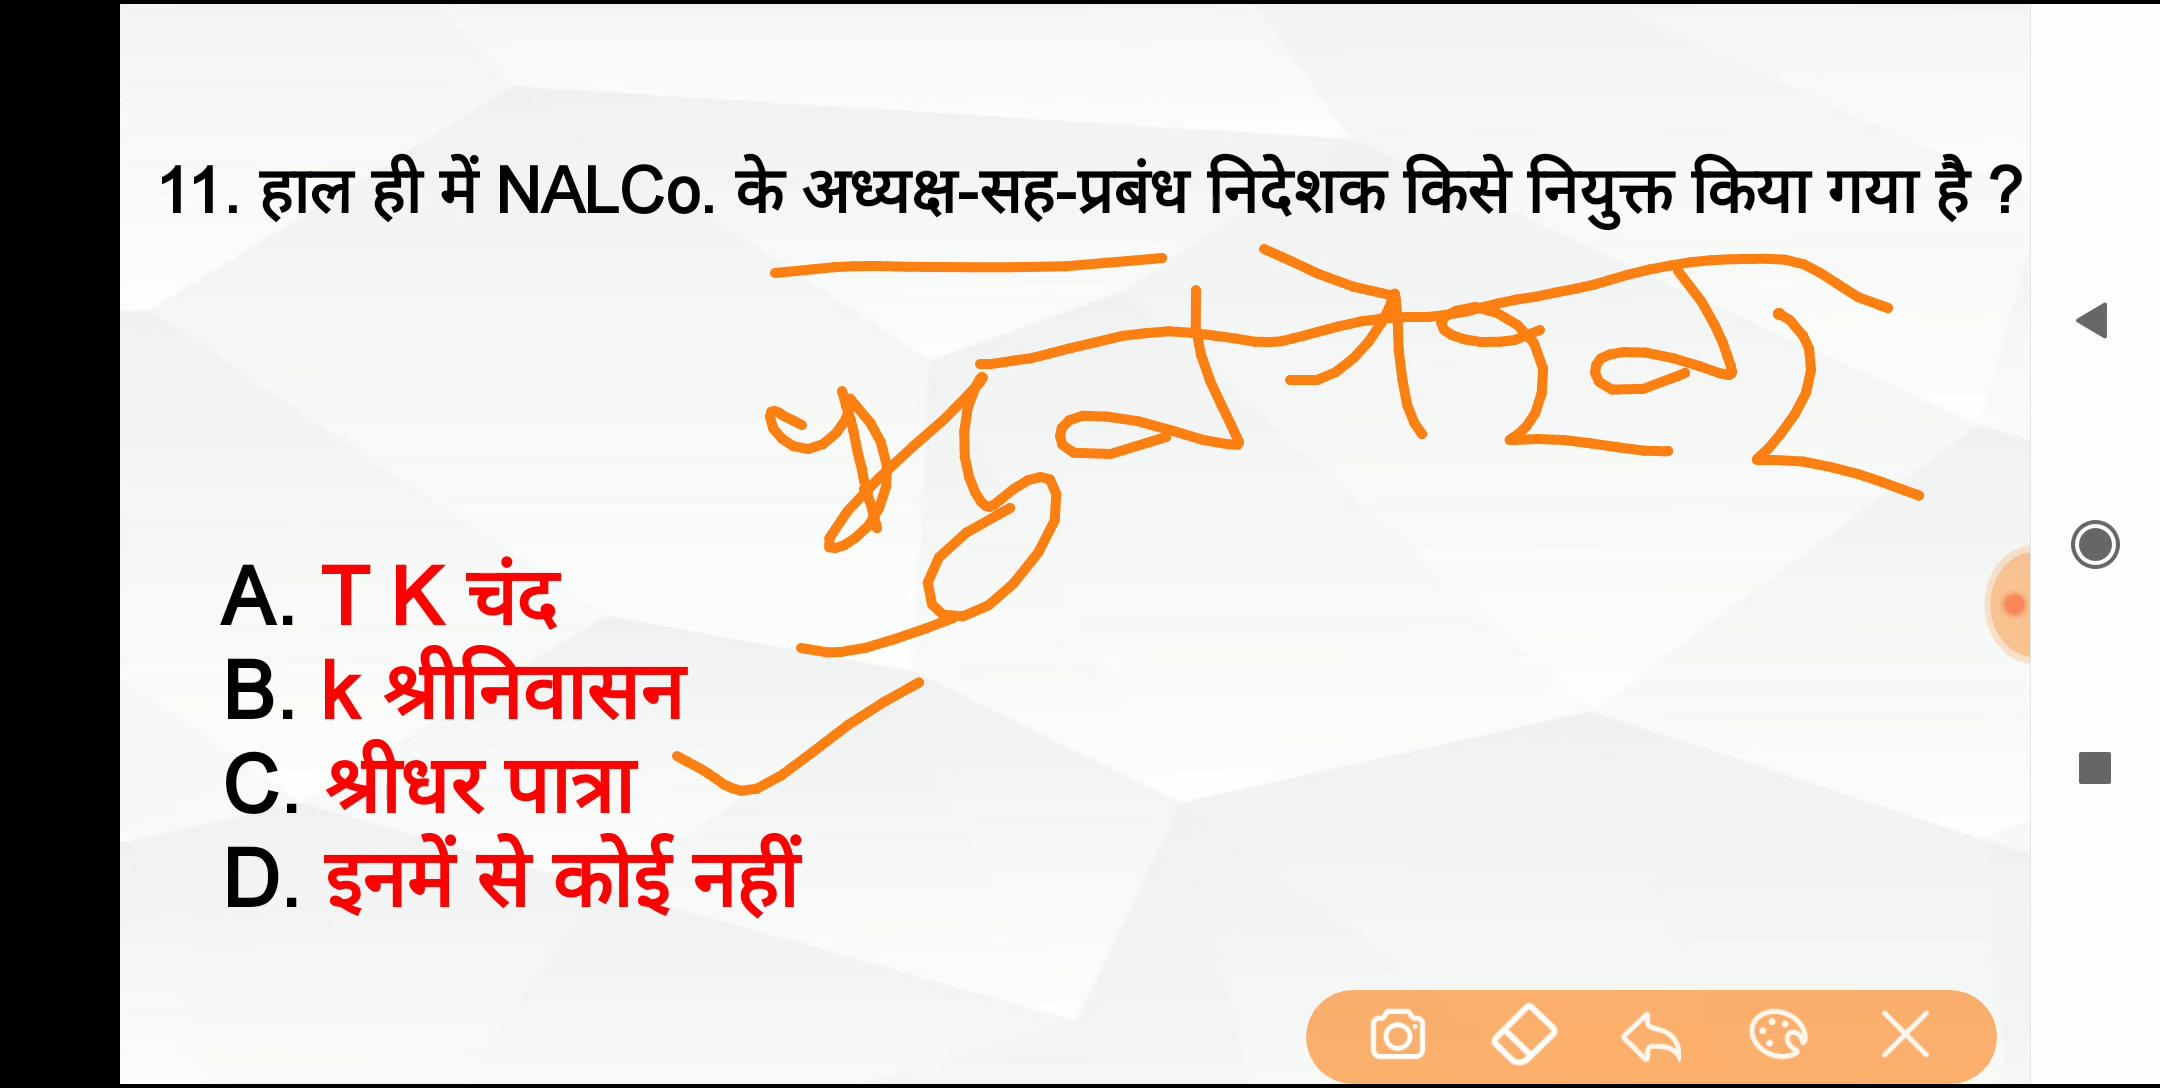 11. हाल ही में NALCo. के अध्यक्ष-सह-प्रबंध निदेशक किसे नियुक्त किया गया है ?
A. T K चंद
B. k श्रीनिवासन
C. श्रीधर पात्रा
D. इनमें से कोई नहीं